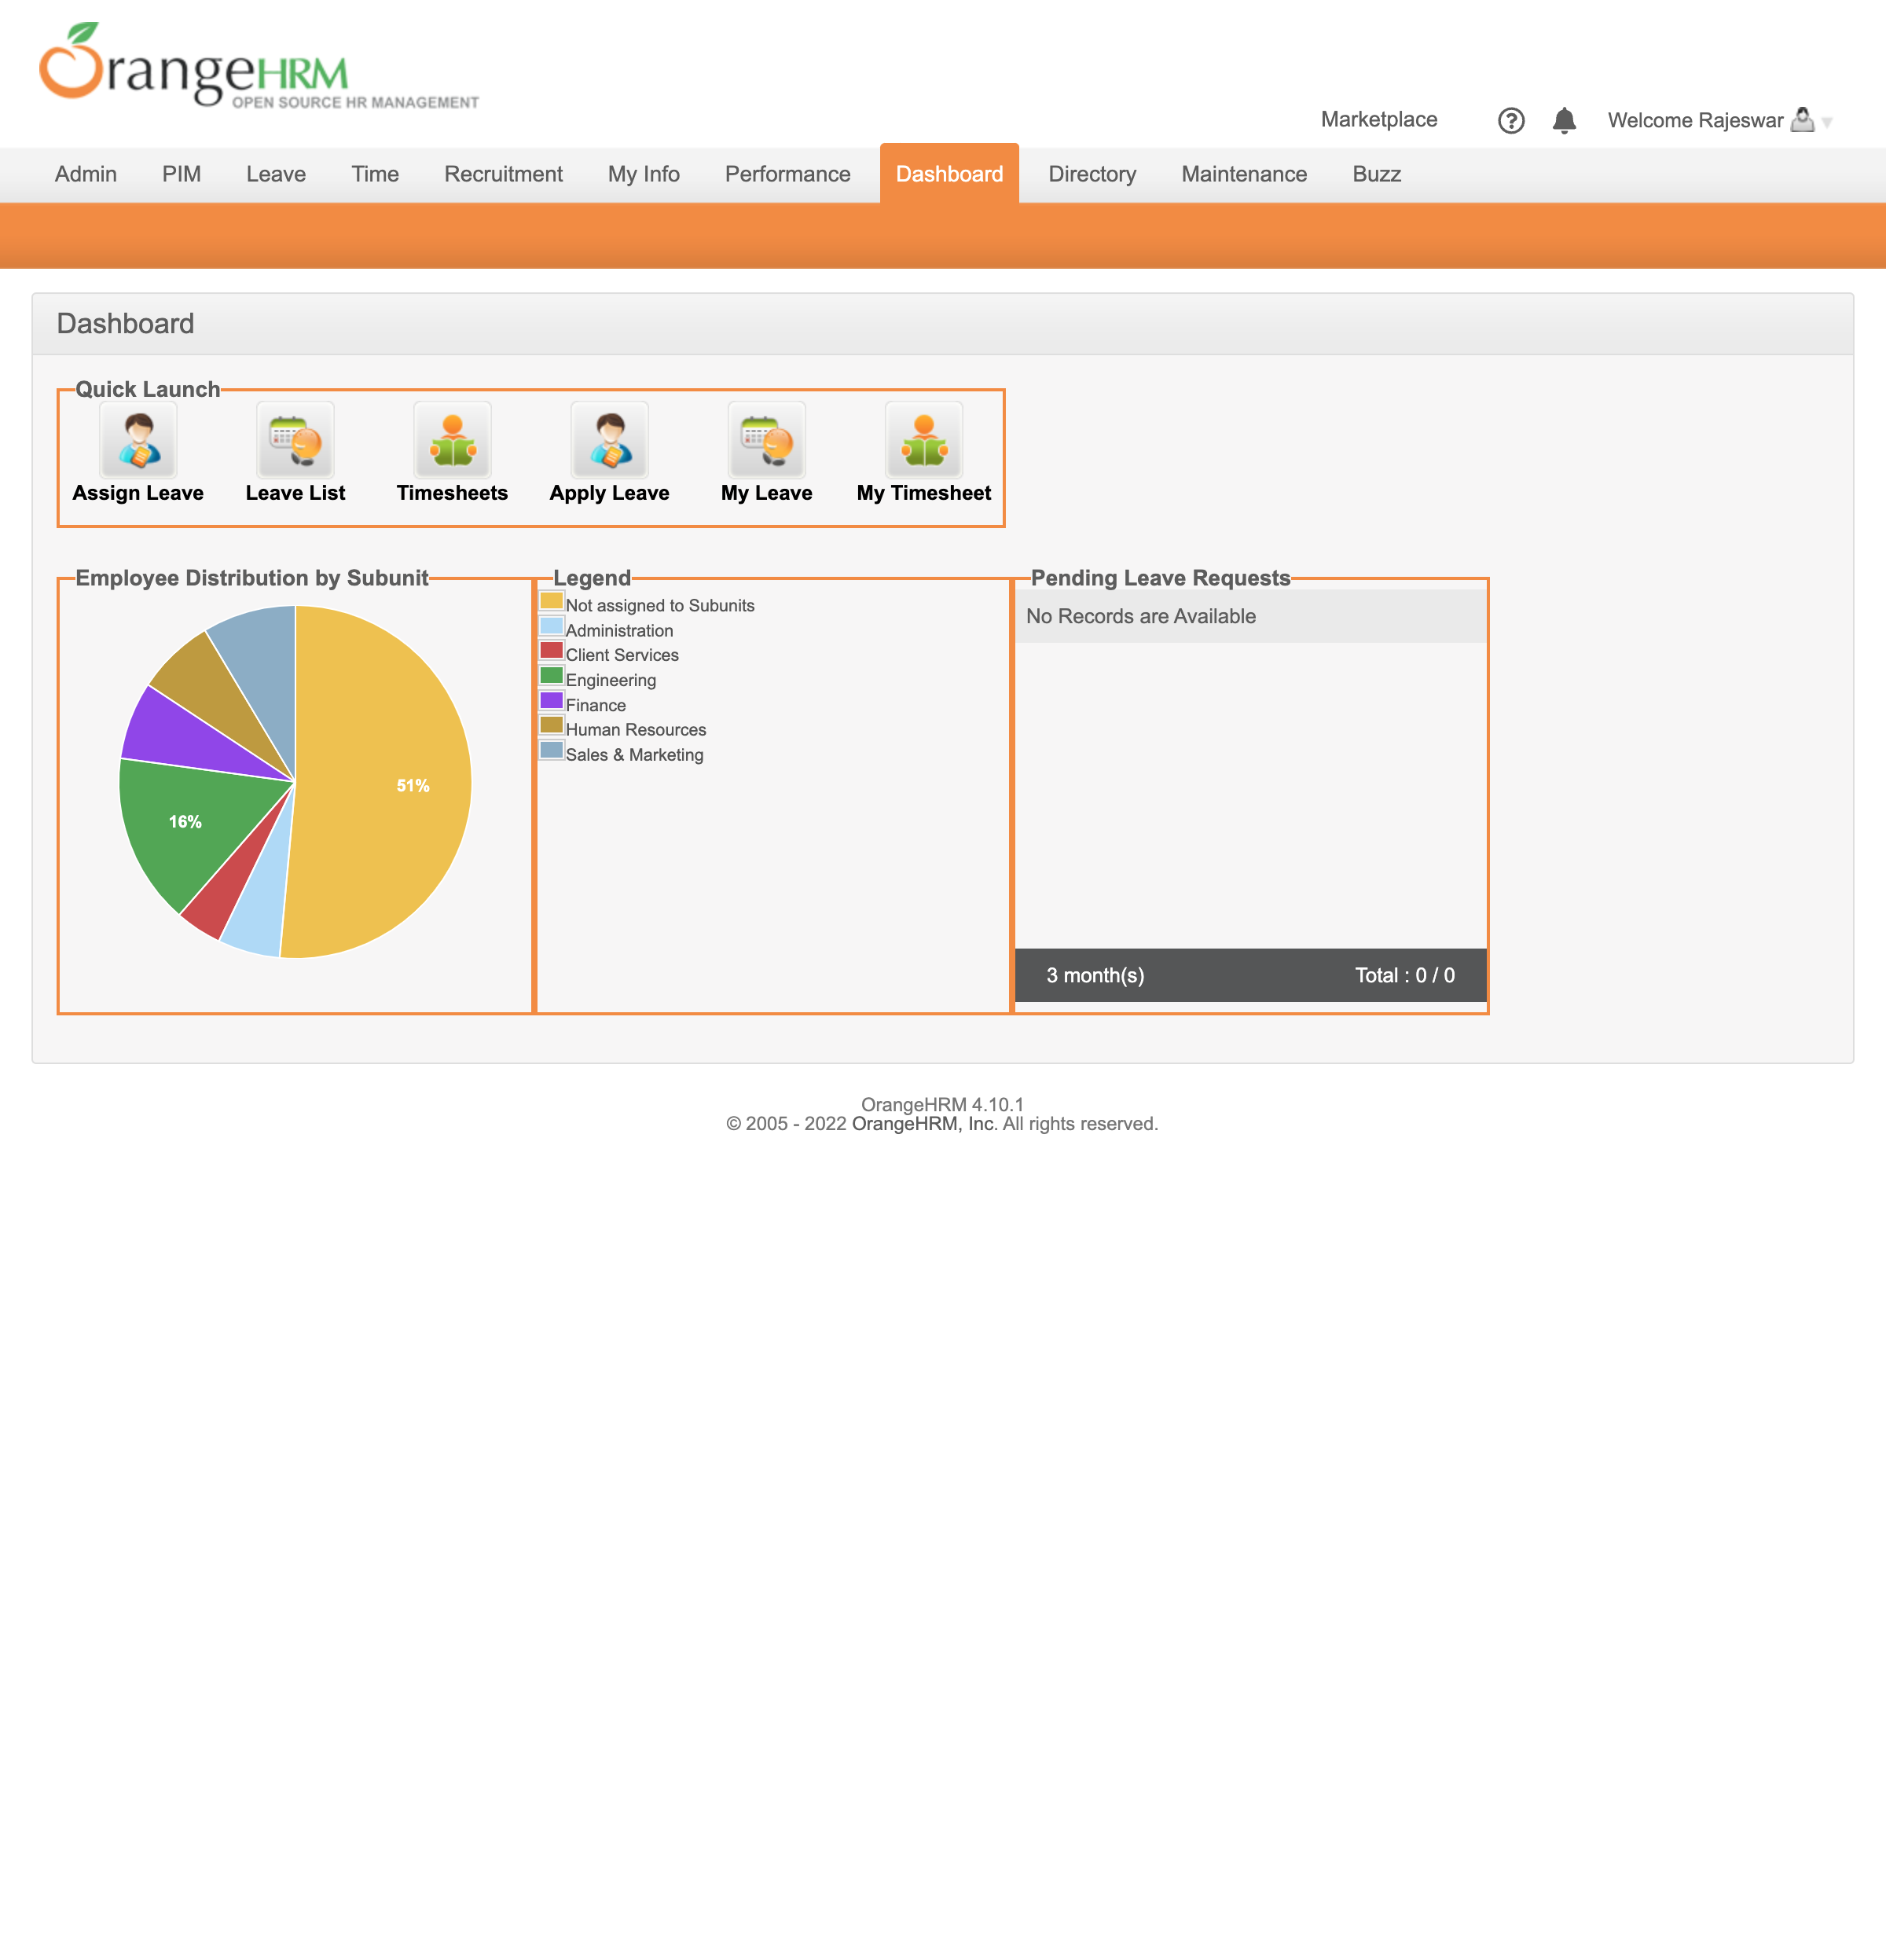 OrangeHRM
OPEN SOURCE HR MANAGEMENT
Marketplace ? Welcome Rajeswar
Admin PIM Leave Time Recruitment My Info Performance Dashboard Directory Maintenance Buzz
Dashboard
Quick Launch
Assign Leave Leave List Timesheets Apply Leave My Leave My Timesheet
Employee Distribution by Subunit
51%
16%
Legend
Not assigned to Subunits
Administration
Client Services
Engineering
Finance
Human Resources
Sales & Marketing
Pending Leave Requests
No Records are Available
3 month(s) Total : 0 / 0
OrangeHRM 4.10.1
© 2005 - 2022 OrangeHRM, Inc. All rights reserved.